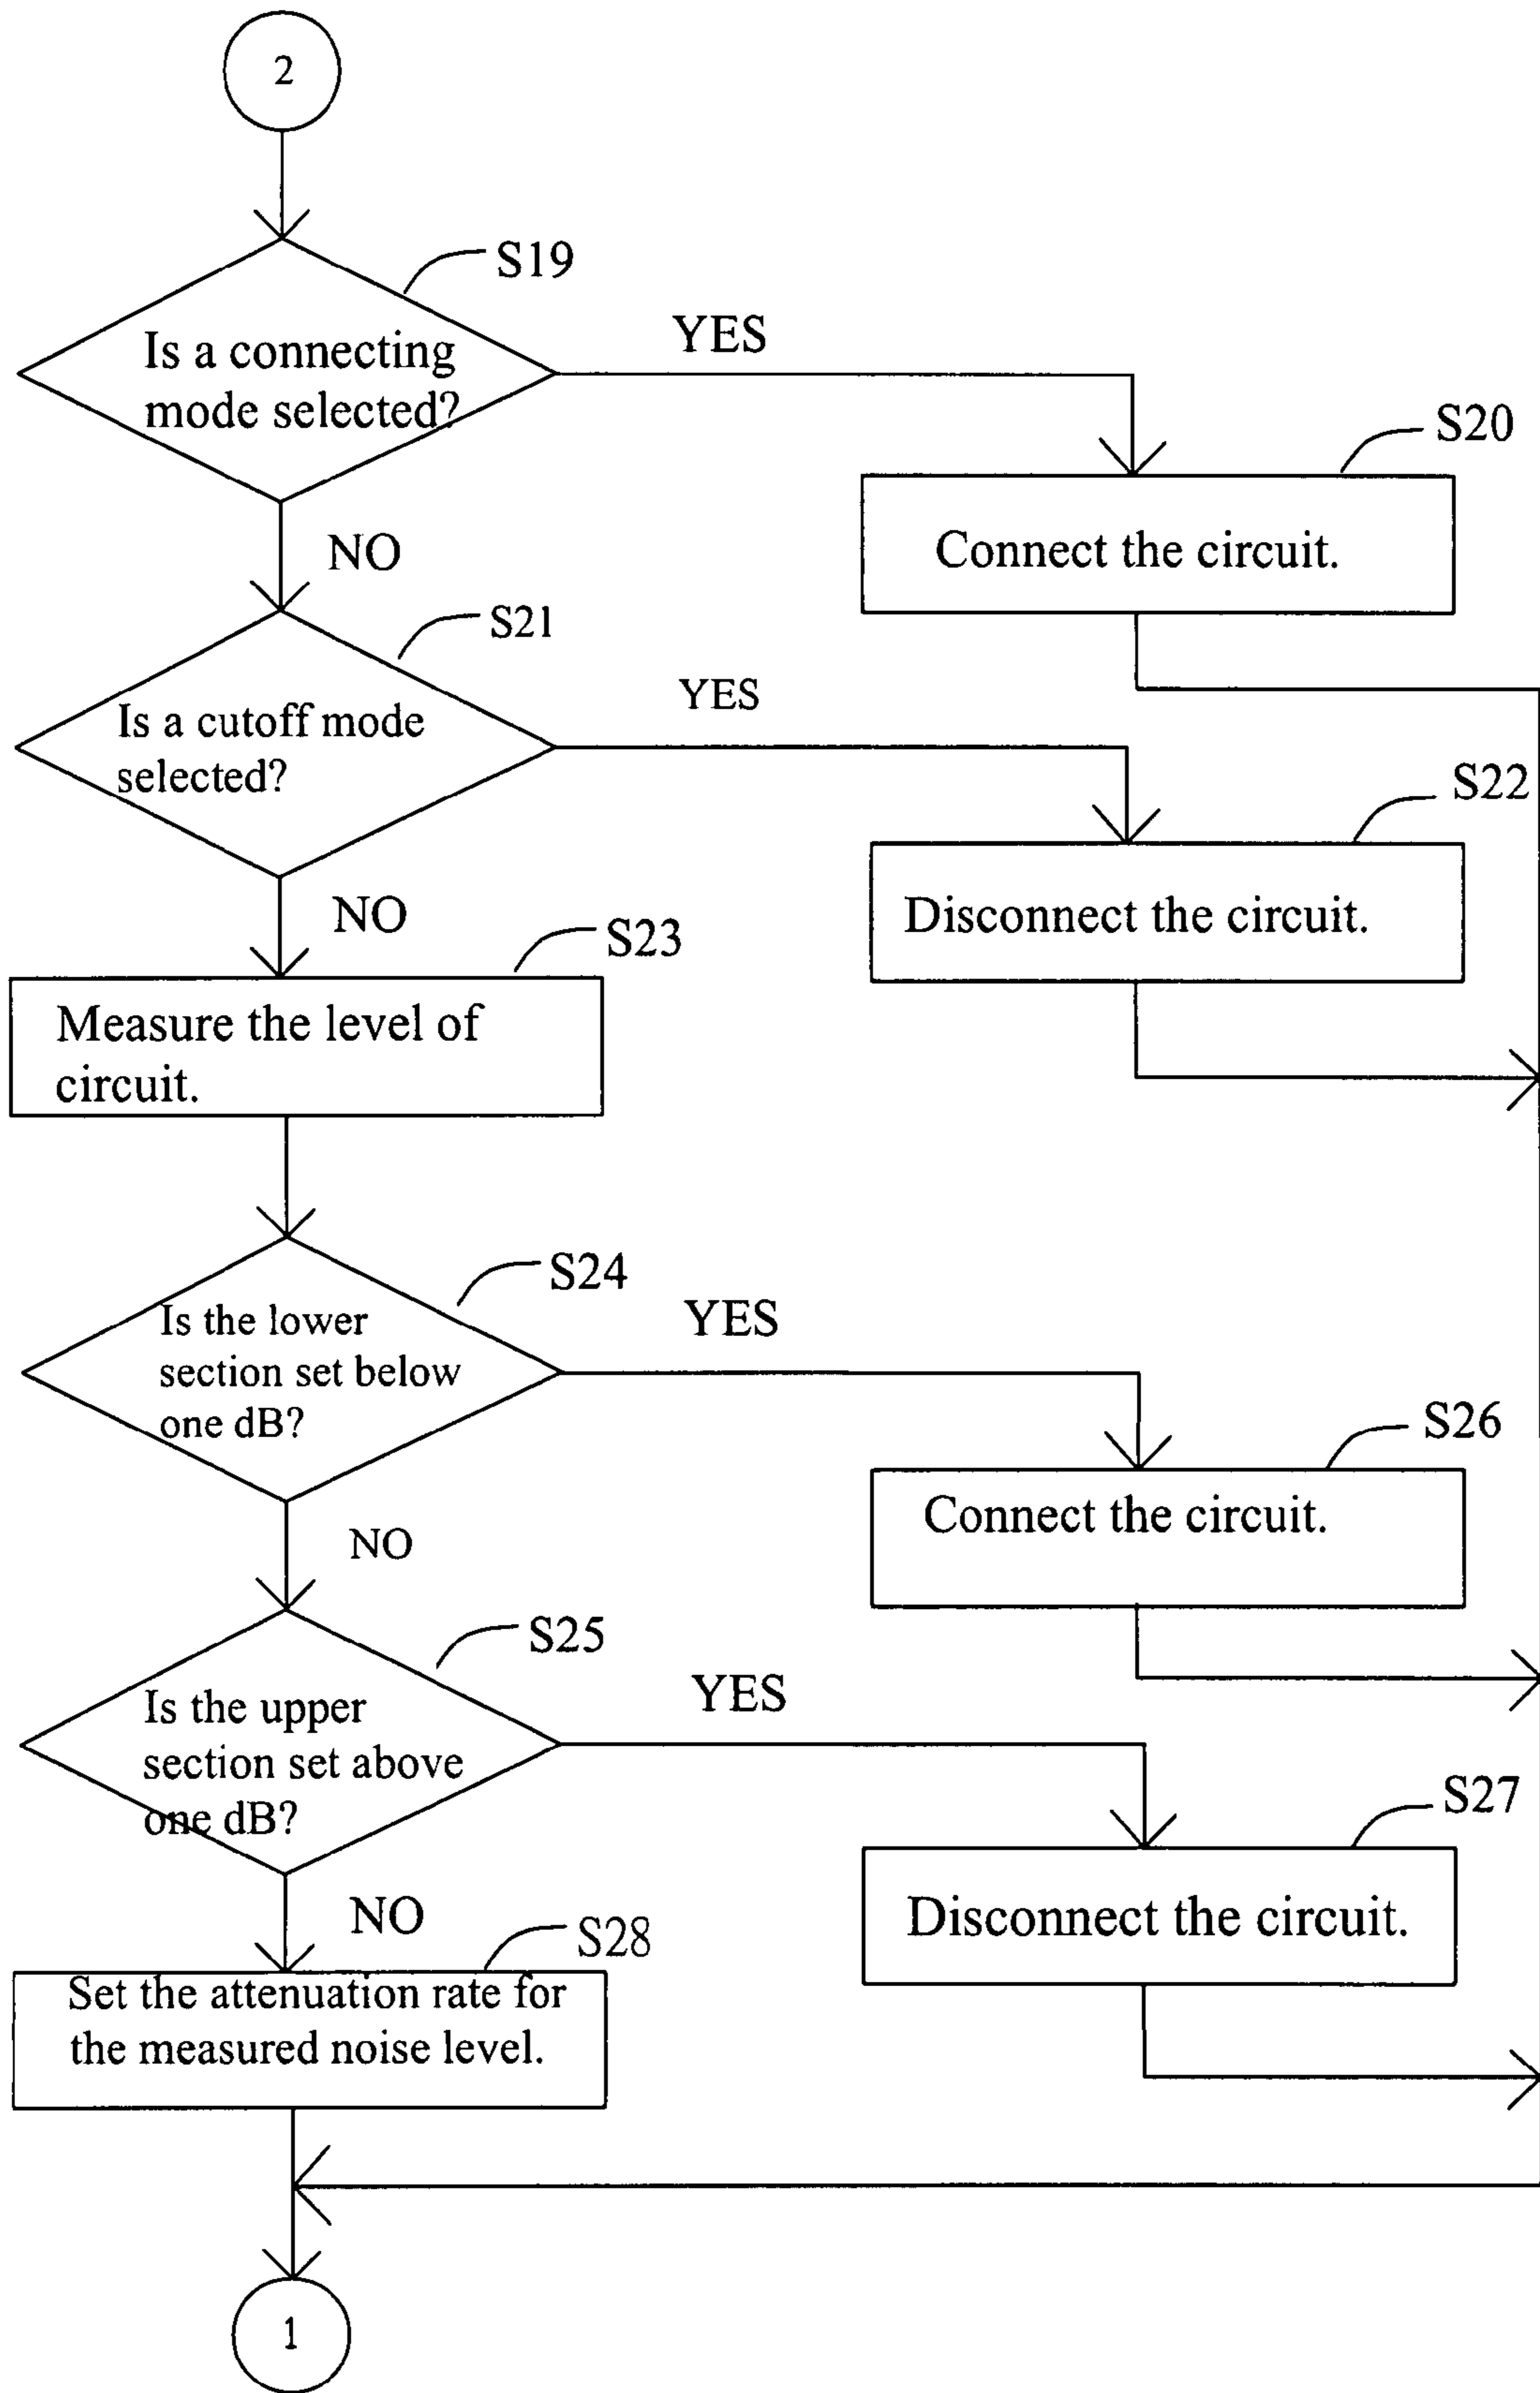 2
S19
Is a connecting
mode selected?
YES
S20
Connect the circuit.
NO
S21
Is a cutoff mode
selected?
YES
S22
Disconnect the circuit.
NO
S23
Measure the level of
circuit.
S24
Is the lower
section set below
one dB?
YES
S26
Connect the circuit.
NO
S25
Is the upper
section set above
one dB?
YES
S27
Disconnect the circuit.
NO
S28
Set the attenuation rate for
the measured noise level.
1